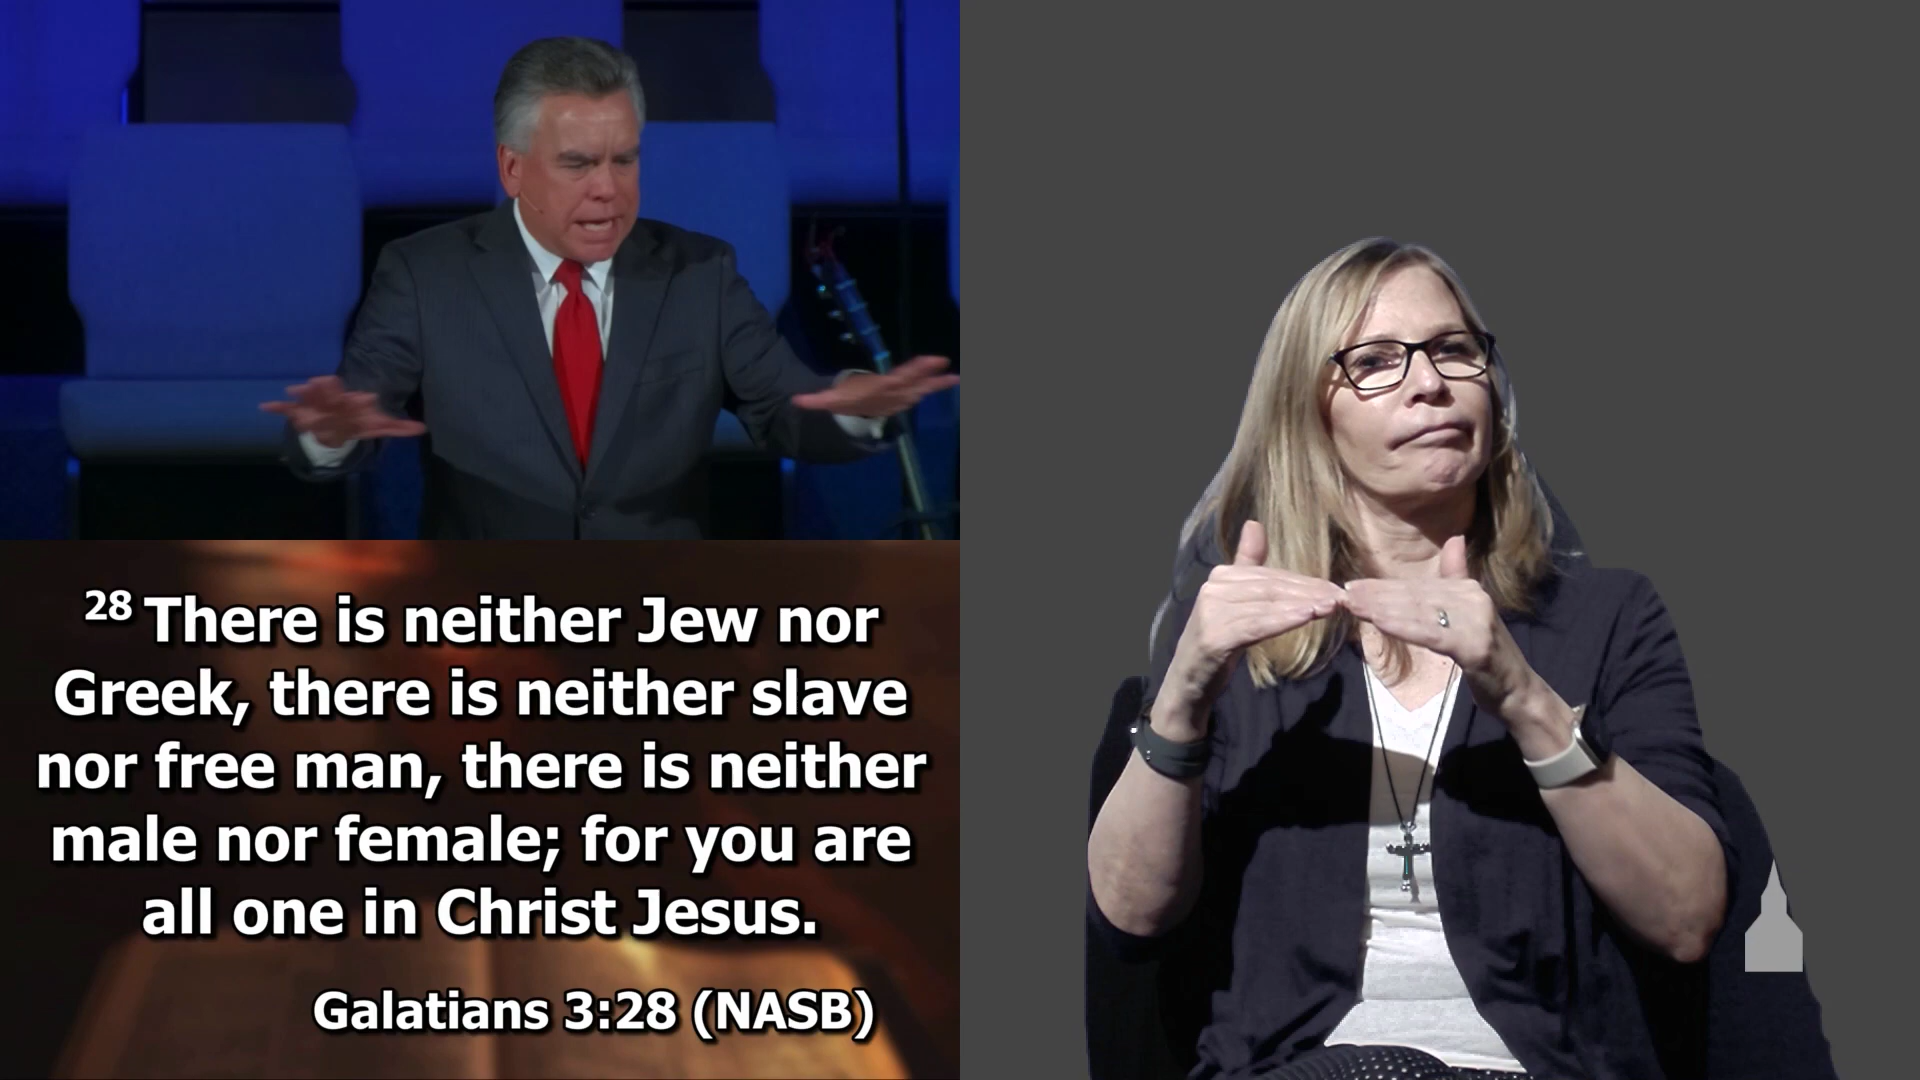 28 There is neither Jew nor
Greek, there is neither slave
nor free man, there is neither
male nor female; for you are
all one in Christ Jesus.
Galatians 3:28 (NASB)